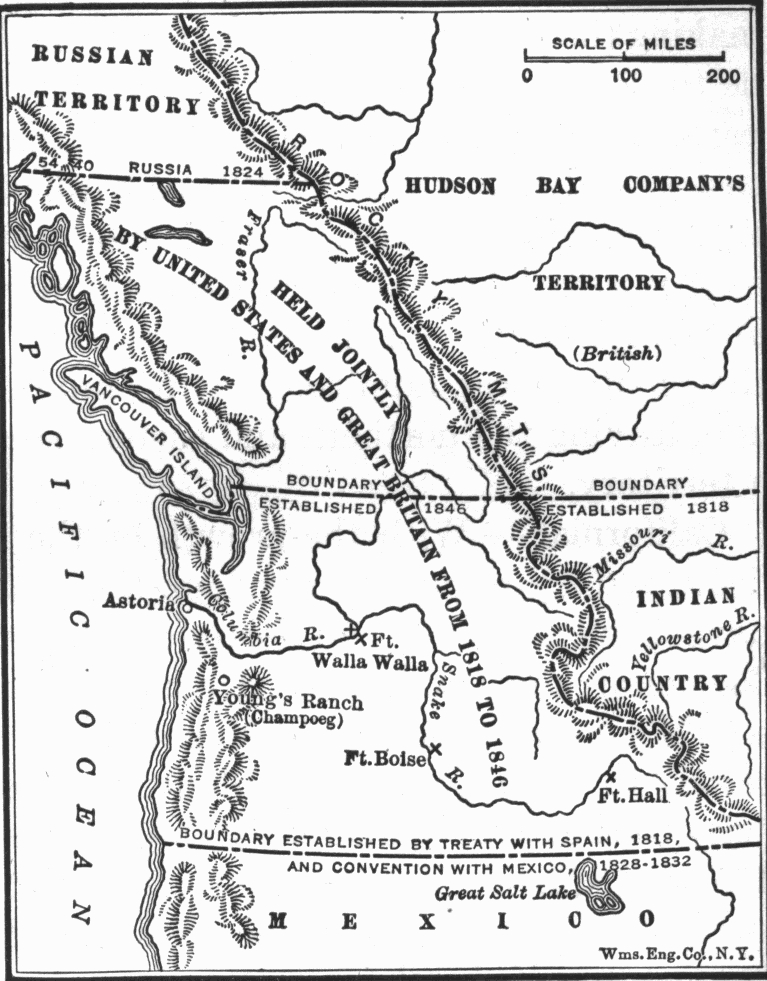 RUSSIAN
TERRITORY
SCALE OF MILES
0 100 200
54 40 RUSSIA 1824
ROCKY MTS.
HUDSON BAY COMPANY'S
TERRITORY
(British)
Fraser R.
HELD JOINTLY
BY UNITED STATES AND GREAT BRITAIN FROM 1818 TO 1846
VANCOUVER ISLAND
PACIFIC OCEAN
BOUNDARY
ESTABLISHED 1846
BOUNDARY
ESTABLISHED 1818
Missouri R.
INDIAN
COUNTRY
Yellowstone R.
Astoria
Columbia R.
Ft.
Walla Walla
Young's Ranch
(Champoeg)
Snake R.
Ft. Boise
Ft. Hall
BOUNDARY ESTABLISHED BY TREATY WITH SPAIN, 1818,
AND CONVENTION WITH MEXICO, 1828-1832
Great Salt Lake
MEXICO
Wms. Eng. Co., N.Y.